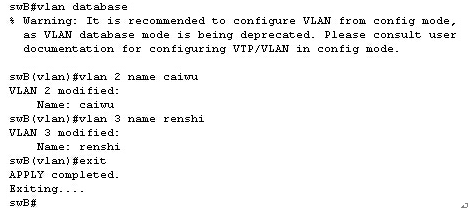 swB#vlan database
% Warning: It is recommended to configure VLAN from config mode,
as VLAN database mode is being deprecated. Please consult user
documentation for configuring VTP/VLAN in config mode.
swB(vlan)#vlan 2 name caiwu
VLAN 2 modified:
Name: caiwu
swB(vlan)#vlan 3 name renshi
VLAN 3 modified:
Name: renshi
swB(vlan)#exit
APPLY completed.
Exiting....
swB#